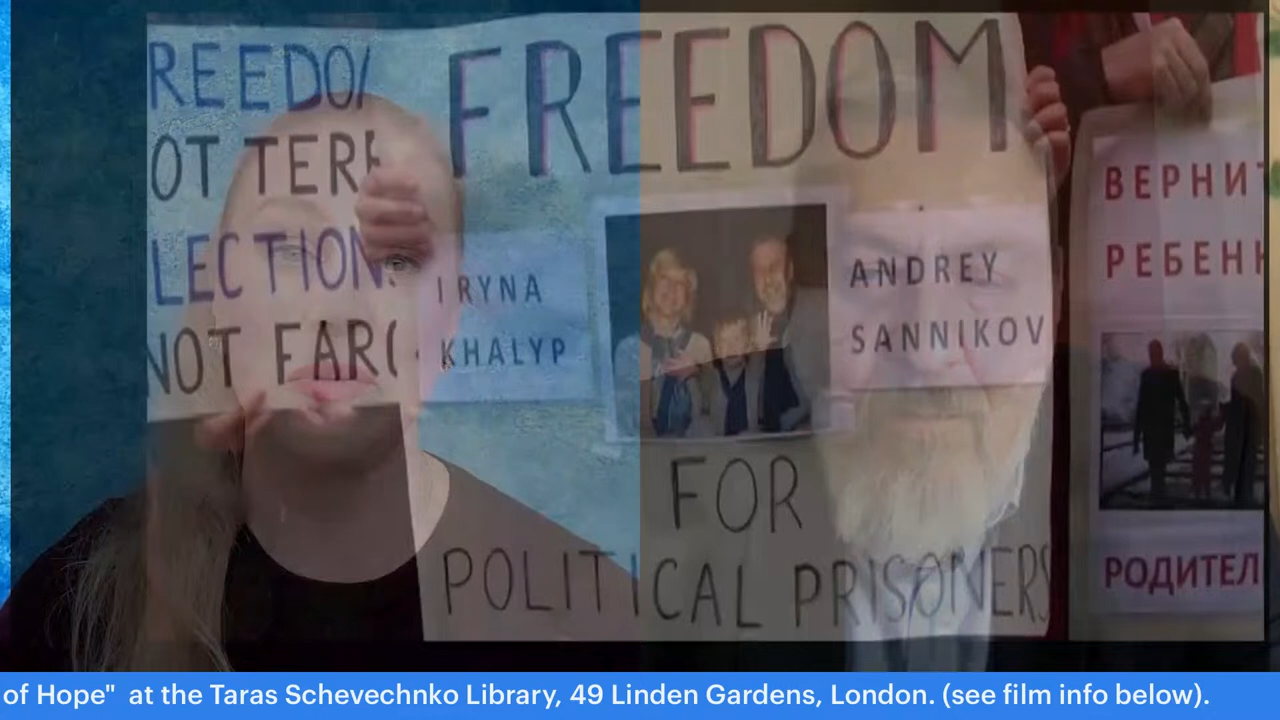 REEDO
OT TER
LECTION
NOT FAR
FREEDOM
IRYNA
KHALYP
ANDREY
SANNIKOV
FOR
POLITICAL PRISONERS
ВЕРНИТ
РЕБЕНК
РОДИТЕЛ
of Hope" at the Taras Schevechnko Library, 49 Linden Gardens, London. (see film info below).